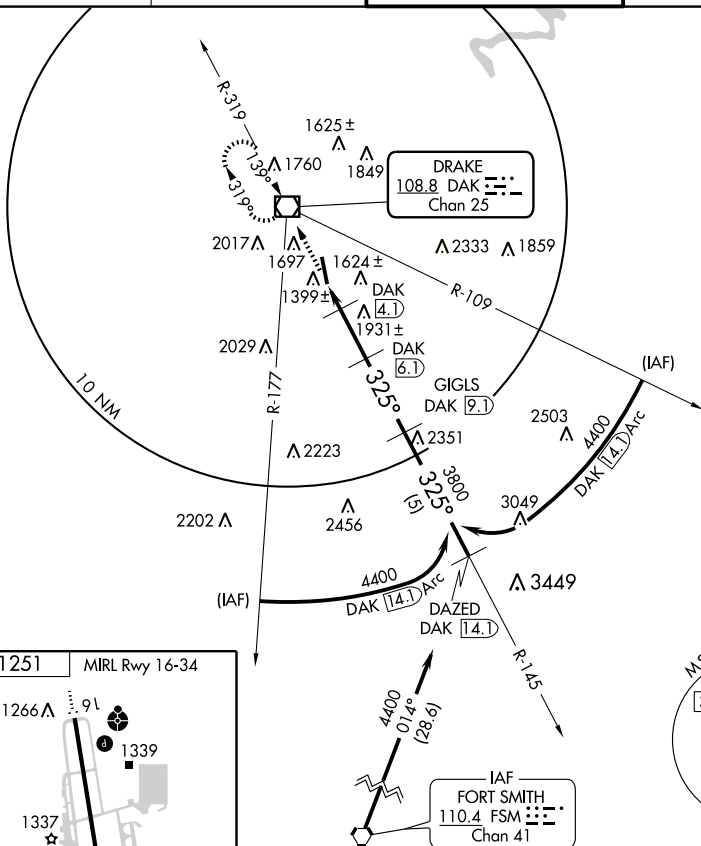 R-319
1625±
139°
1760
1849
DRAKE
108.8 DAK
Chan 25
319°
2017
1697
1624±
2333
1859
1399±
DAK
4.1
R-109
1931±
2029
DAK
6.1
(IAF)
10 NM
R-177
325°
GIGLS
DAK 9.1
2503
4400
DAK 14.1 Arc
2351
2223
3800
325°
(5)
2202
2456
3049
4400
DAK 14.1 Arc
3449
(IAF)
DAZED
DAK 14.1
R-145
4400
014°
(28.6)
IAF
FORT SMITH
110.4 FSM
Chan 41
1251
MIRL Rwy 16-34
1266
16
P
1339
1337